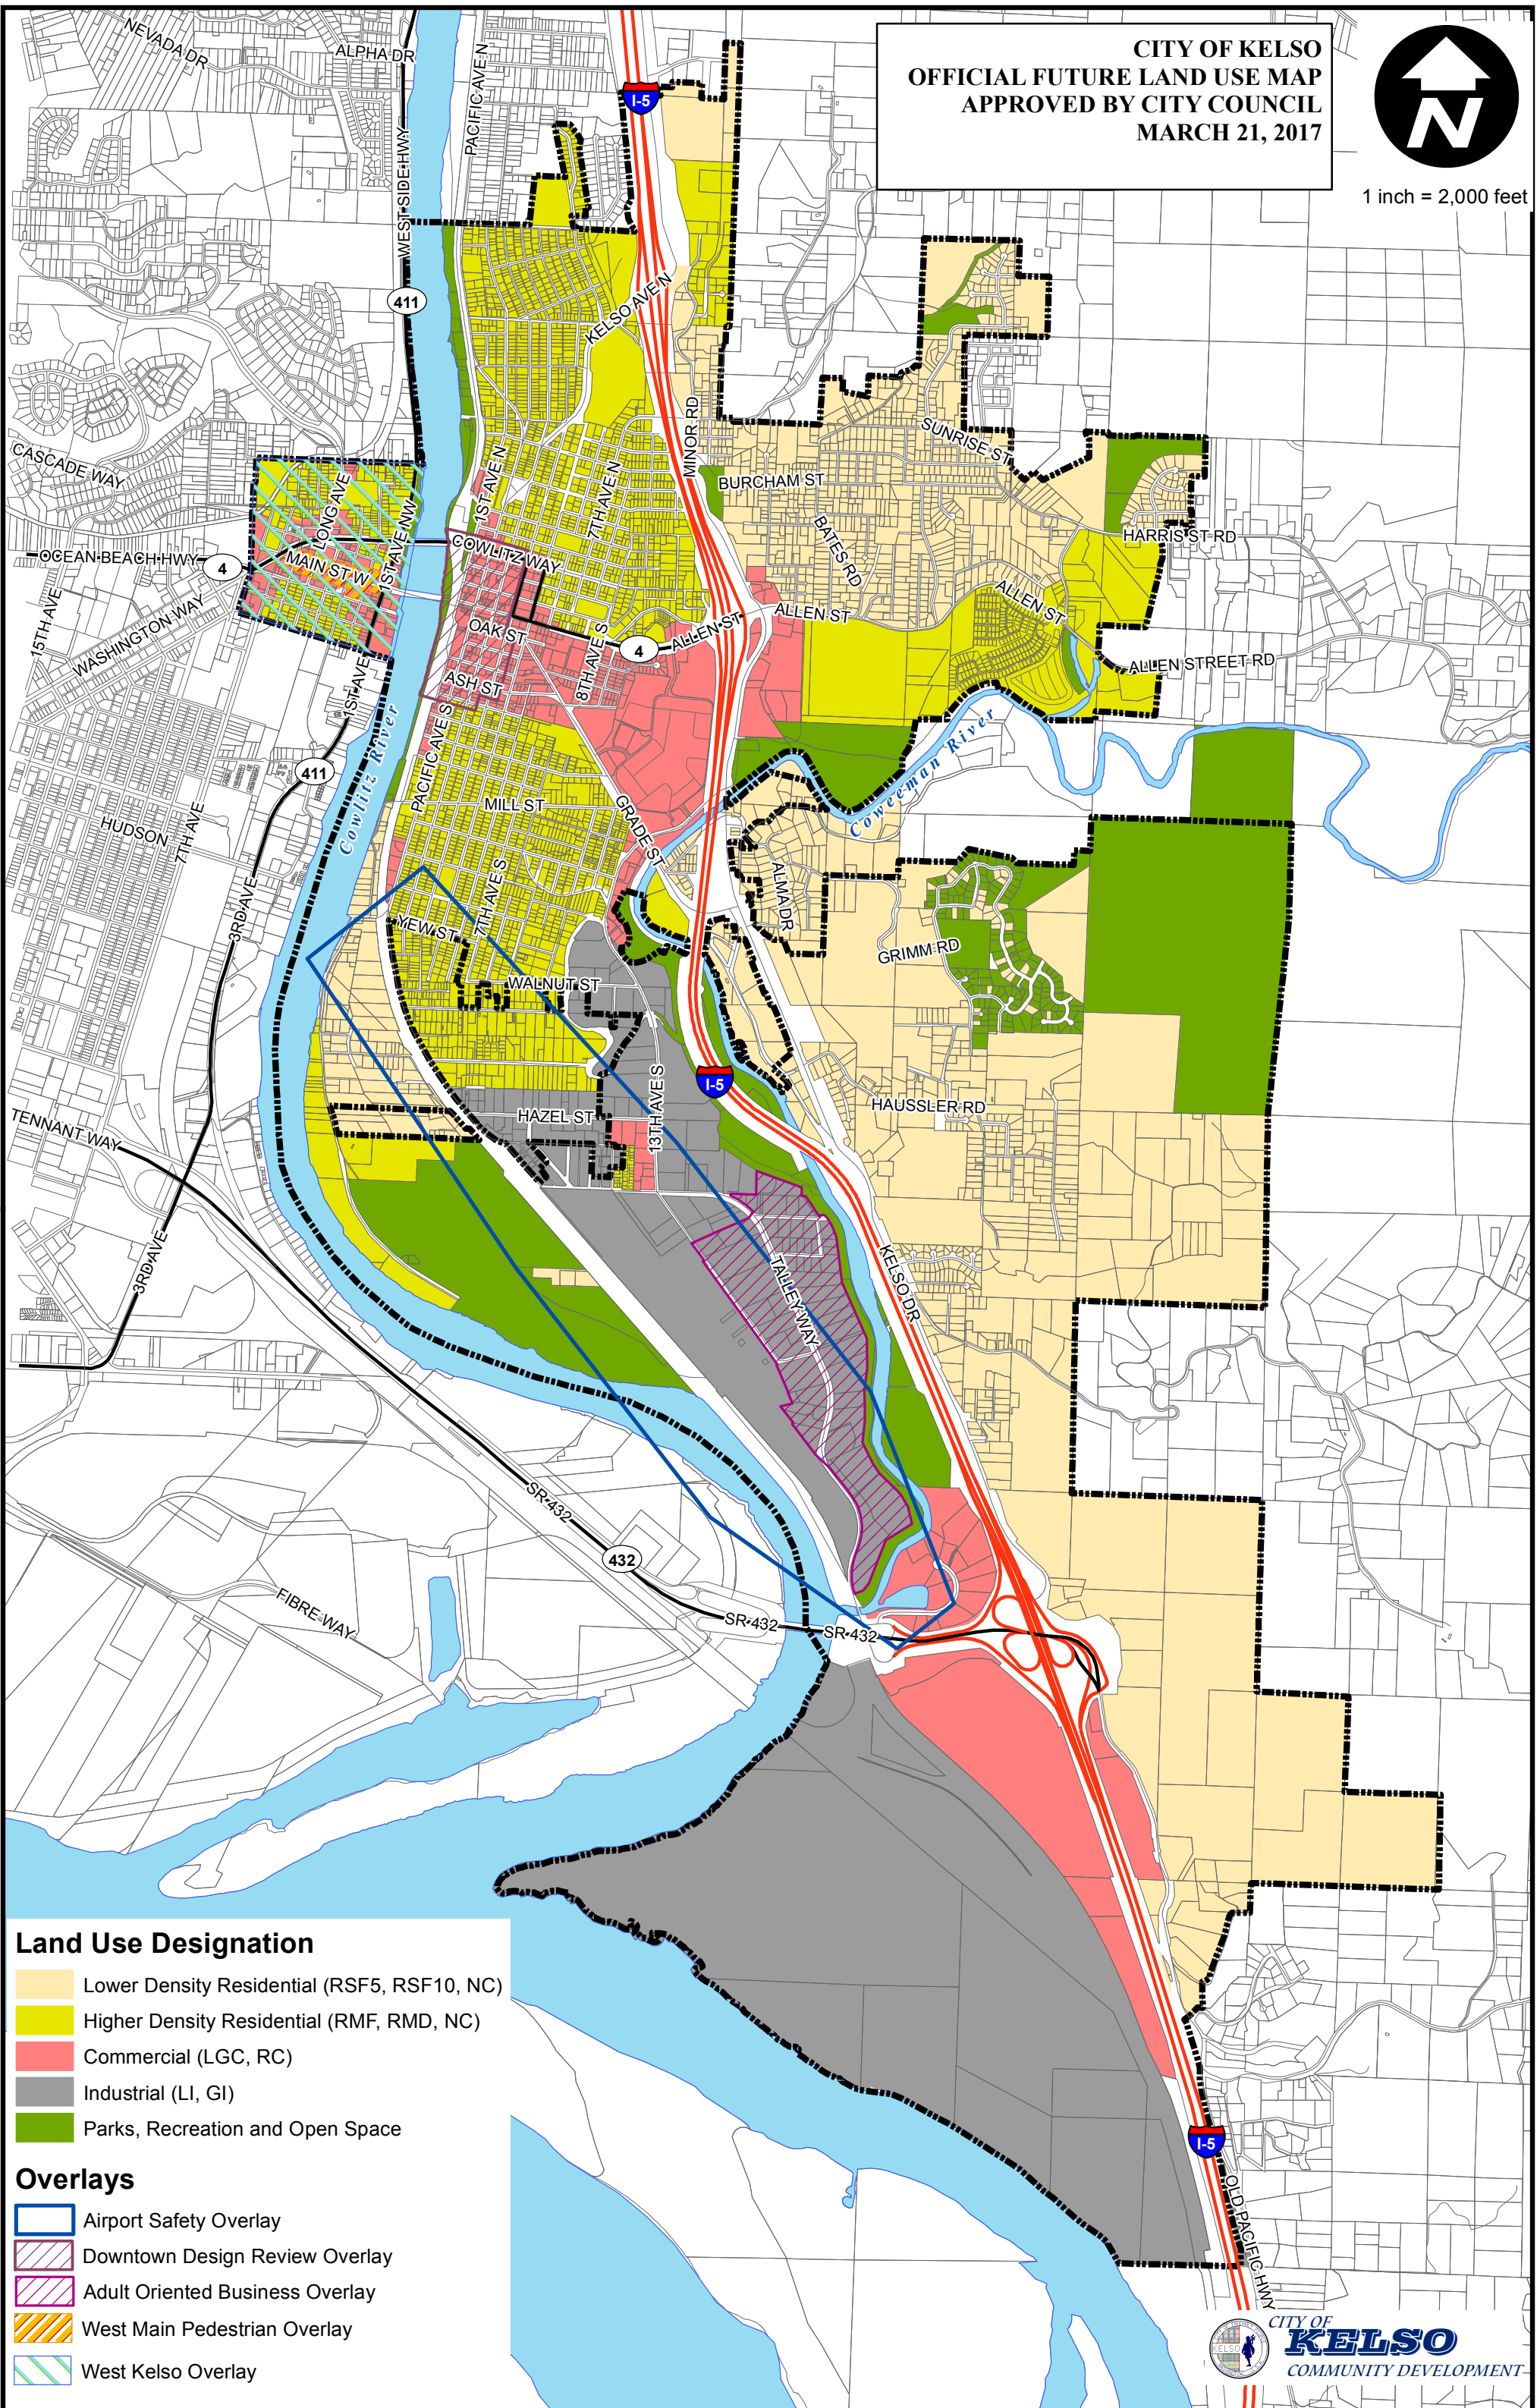 CITY OF KELSO
OFFICIAL FUTURE LAND USE MAP
APPROVED BY CITY COUNCIL
MARCH 21, 2017
N
1 inch = 2,000 feet
NEVADA DR
ALPHA DR
PACIFIC AVE N
I-5
WEST SIDE HWY
411
KELSO AVE N
MINOR RD
SUNRISE ST
CASCADE WAY
LONG AVE
1ST AVE N
7TH AVE N
BURCHAM ST
BATES RD
HARRIS ST RD
OCEAN BEACH HWY
4
MAIN ST W
1ST AVE NW
COWLITZ WAY
15TH AVE
WASHINGTON WAY
OAK ST
8TH AVE S
4
ALLEN ST
ALLEN ST
ALLEN ST
ALLEN STREET RD
ASH ST
1ST AVE
411
Cowlitz River
PACIFIC AVE S
MILL ST
GRADE ST
Coweeman River
HUDSON
7TH AVE
3RD AVE
ALMA DR
YEW ST
7TH AVE S
GRIMM RD
WALNUT ST
I-5
HAZEL ST
13TH AVE S
HAUSSLER RD
TENNANT WAY
3RD AVE
KELSO DR
TALLEY WAY
SR 432
432
FIBRE WAY
SR 432
SR 432
I-5
OLD PACIFIC HWY
Land Use Designation
Lower Density Residential (RSF5, RSF10, NC)
Higher Density Residential (RMF, RMD, NC)
Commercial (LGC, RC)
Industrial (LI, GI)
Parks, Recreation and Open Space
Overlays
Airport Safety Overlay
Downtown Design Review Overlay
Adult Oriented Business Overlay
West Main Pedestrian Overlay
West Kelso Overlay
KELSO
CITY OF
KELSO
COMMUNITY DEVELOPMENT